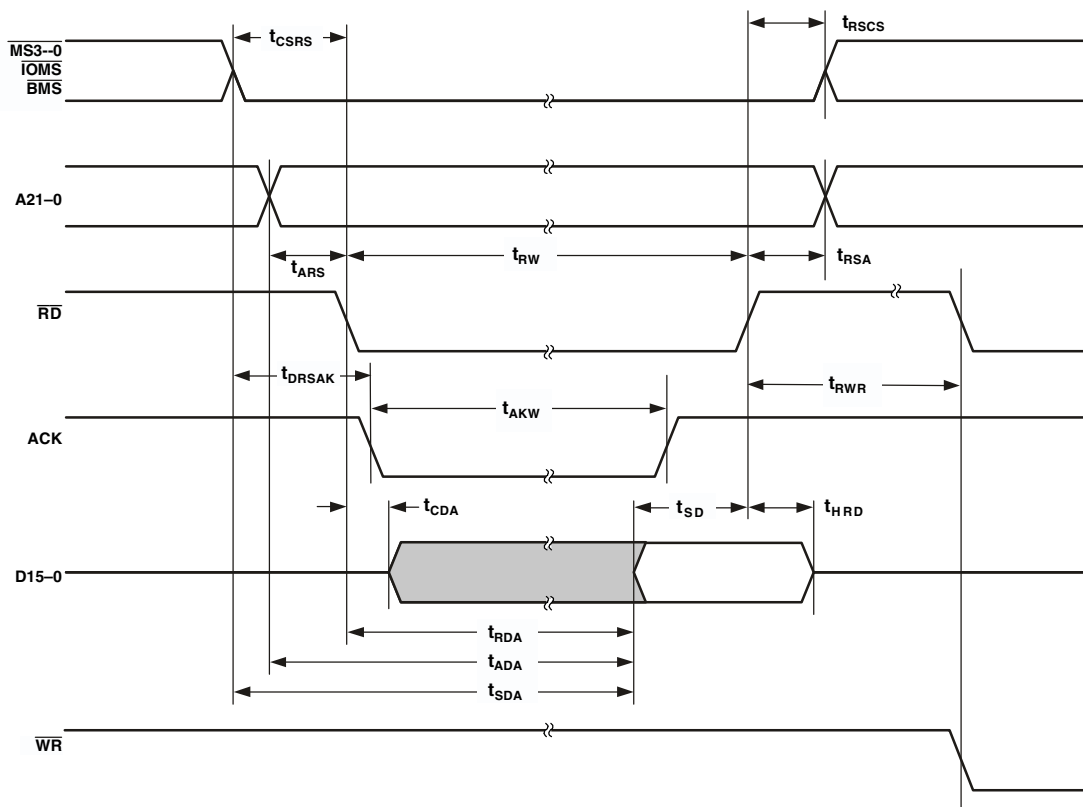 tCSRS
tRSCS
MS3--0
IOMS
BMS
A21–0
tARS
tRW
tRSA
RD
tDRSAK
tAKW
tRWR
ACK
tCDA
tSD
tHRD
D15–0
tRDA
tADA
tSDA
WR